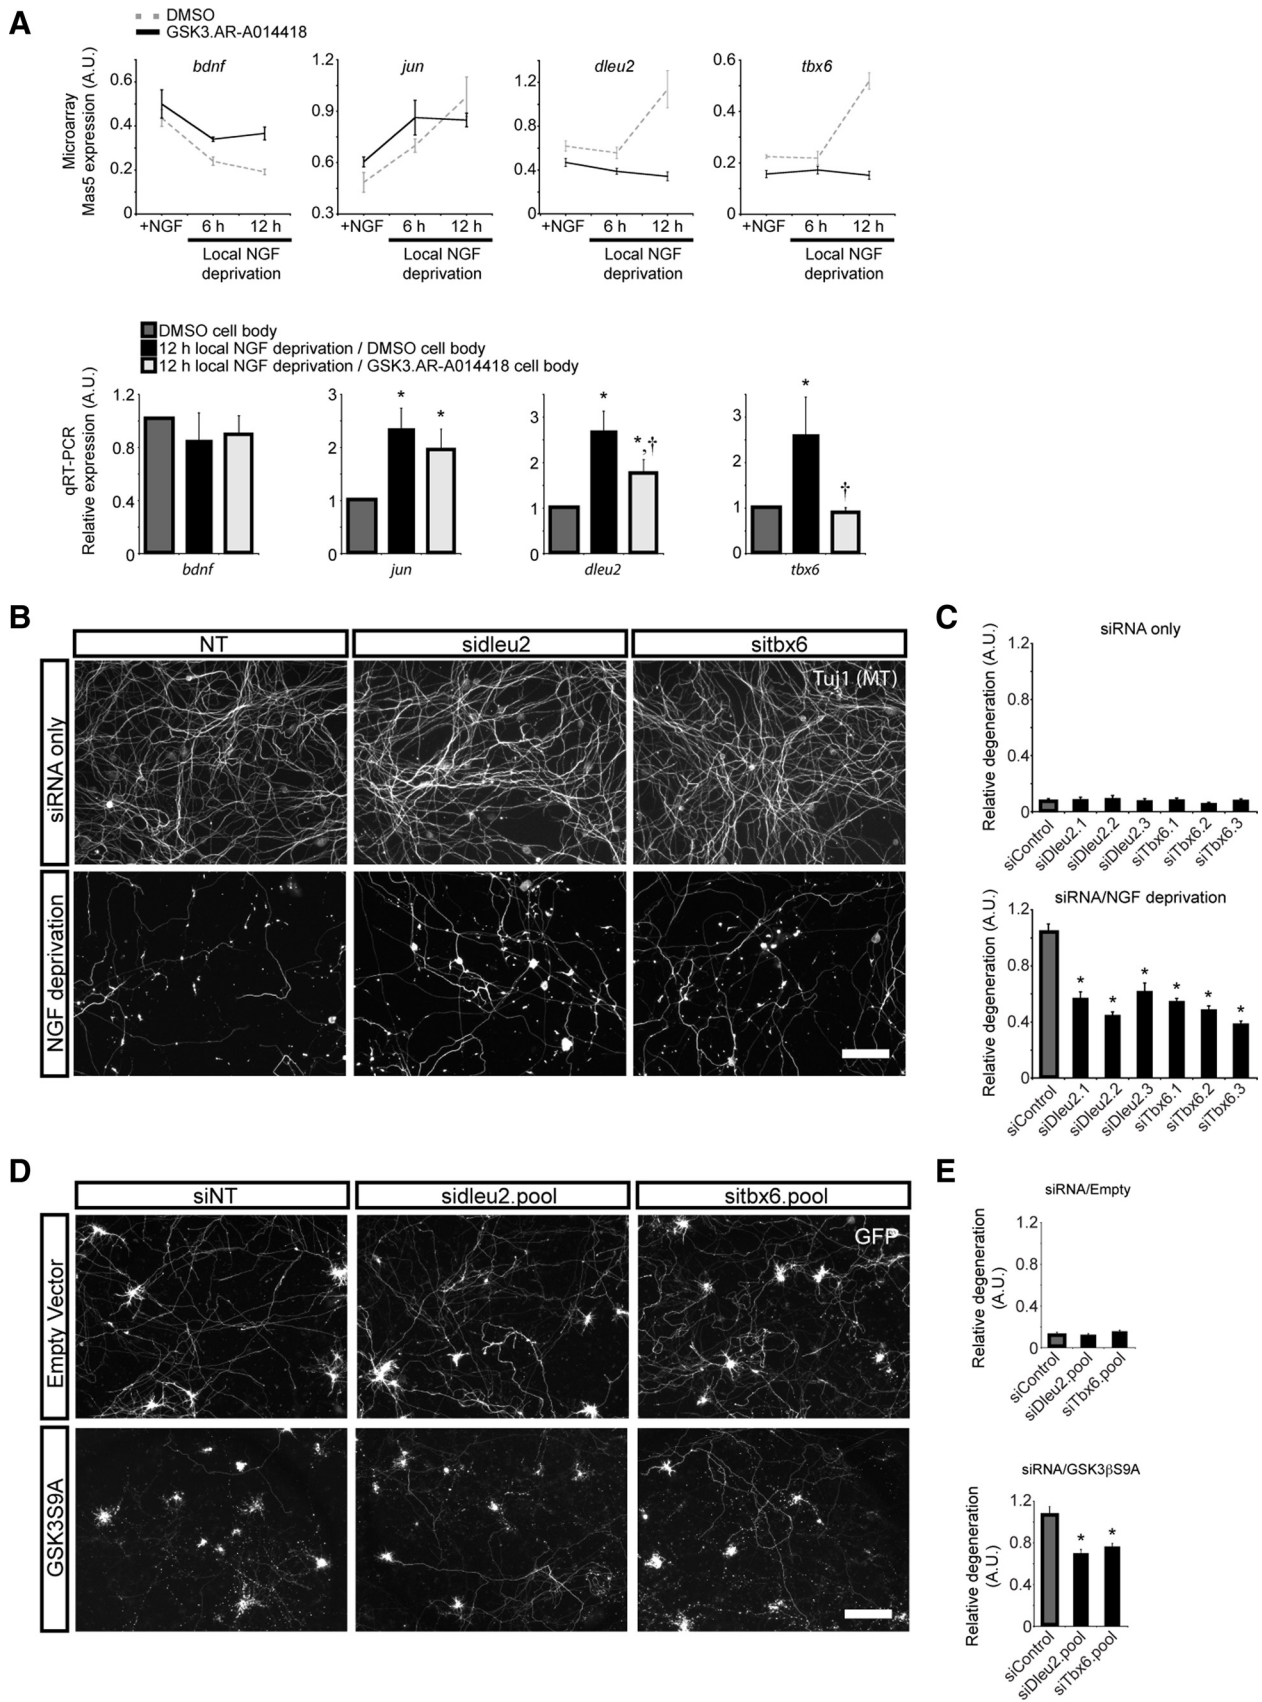 A
DMSO
GSK3.AR-A014418
Microarray
Mas5 expression (A.U.)
bdnf
0.6
0.4
0.2
0
+NGF 6 h 12 h
Local NGF
deprivation
jun
1.2
0.9
0.6
0.3
+NGF 6 h 12 h
Local NGF
deprivation
dleu2
1.2
0.8
0.4
0
+NGF 6 h 12 h
Local NGF
deprivation
tbx6
0.6
0.4
0.2
0
+NGF 6 h 12 h
Local NGF
deprivation
DMSO cell body
12 h local NGF deprivation / DMSO cell body
12 h local NGF deprivation / GSK3.AR-A014418 cell body
qRT-PCR
Relative expression (A.U.)
1.2
0.8
0.4
0
bdnf
3
2
1
0
* *
jun
3
2
1
0
* *,†
dleu2
3
2
1
0
* †
tbx6
B
NT sidleu2 sitbx6
siRNA only
Tuj1 (MT)
NGF deprivation
C
siRNA only
Relative degeneration (A.U.)
1.2
0.8
0.4
0
siControl
siDleu2.1
siDleu2.2
siDleu2.3
siTbx6.1
siTbx6.2
siTbx6.3
siRNA/NGF deprivation
Relative degeneration (A.U.)
1.2
0.8
0.4
0
* * * * * *
siControl
siDleu2.1
siDleu2.2
siDleu2.3
siTbx6.1
siTbx6.2
siTbx6.3
D
siNT sidleu2.pool sitbx6.pool
Empty Vector
GFP
GSK3S9A
E
siRNA/Empty
Relative degeneration
(A.U.)
1.2
0.8
0.4
0
siControl
siDleu2.pool
siTbx6.pool
siRNA/GSK3βS9A
Relative degeneration
(A.U.)
1.2
0.8
0.4
0
* *
siControl
siDleu2.pool
siTbx6.pool